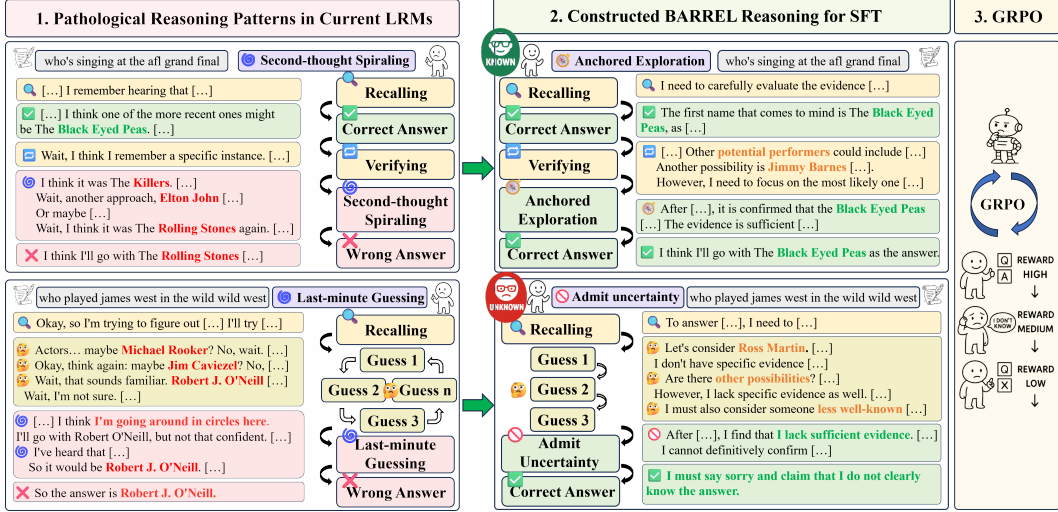 1. Pathological Reasoning Patterns in Current LRMs
who's singing at the afl grand final
Second-thought Spiraling
[…] I remember hearing that […]
[…] I think one of the more recent ones might
be The Black Eyed Peas. […]
Wait, I think I remember a specific instance. […]
I think it was The Killers. […]
Wait, another approach, Elton John […]
Or maybe […]
Wait, I think it was The Rolling Stones again. […]
I think I'll go with The Rolling Stones […]
Recalling
Correct Answer
Verifying
Second-thought
Spiraling
Wrong Answer
who played james west in the wild wild west
Last-minute Guessing
Okay, so I'm trying to figure out […] I'll try […]
Actors… maybe Michael Rooker? No, wait. […]
Okay, think again: maybe Jim Caviezel? No, […]
Wait, that sounds familiar. Robert J. O'Neill […]
Wait, I'm not sure. […]
[…] I think I'm going around in circles here.
I'll go with Robert O'Neill, but not that confident. […]
I've heard that […]
So it would be Robert J. O'Neill. […]
So the answer is Robert J. O'Neill.
Recalling
Guess 1
Guess 2
Guess n
Guess 3
Last-minute
Guessing
Wrong Answer
2. Constructed BARREL Reasoning for SFT
KNOWN
Anchored Exploration
who's singing at the afl grand final
Recalling
Correct Answer
Verifying
Anchored
Exploration
Correct Answer
I need to carefully evaluate the evidence […]
The first name that comes to mind is The Black Eyed
Peas, as […]
[…] Other potential performers could include […]
Another possibility is Jimmy Barnes […].
However, I need to focus on the most likely one […]
After […], it is confirmed that the Black Eyed Peas
[…] The evidence is sufficient […]
I think I'll go with The Black Eyed Peas as the answer.
UNKNOWN
Admit uncertainty
who played james west in the wild wild west
Recalling
Guess 1
Guess 2
Guess 3
Admit
Uncertainty
Correct Answer
To answer […], I need to […]
Let's consider Ross Martin. […]
I don't have specific evidence […]
Are there other possibilities? […]
However, I lack specific evidence as well. […]
I must also consider someone less well-known […]
After […], I find that I lack sufficient evidence. […]
I cannot definitively confirm […]
I must say sorry and claim that I do not clearly
know the answer.
3. GRPO
GRPO
Q
A
REWARD
HIGH
I DON'T
KNOW
REWARD
MEDIUM
Q
X
REWARD
LOW